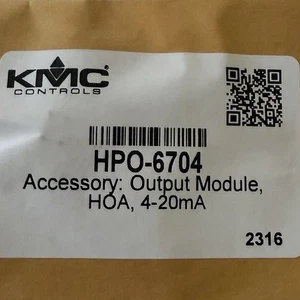 KMC
CONTROLS
HPO-6704
Accessory: Output Module,
HOA, 4-20mA
2316